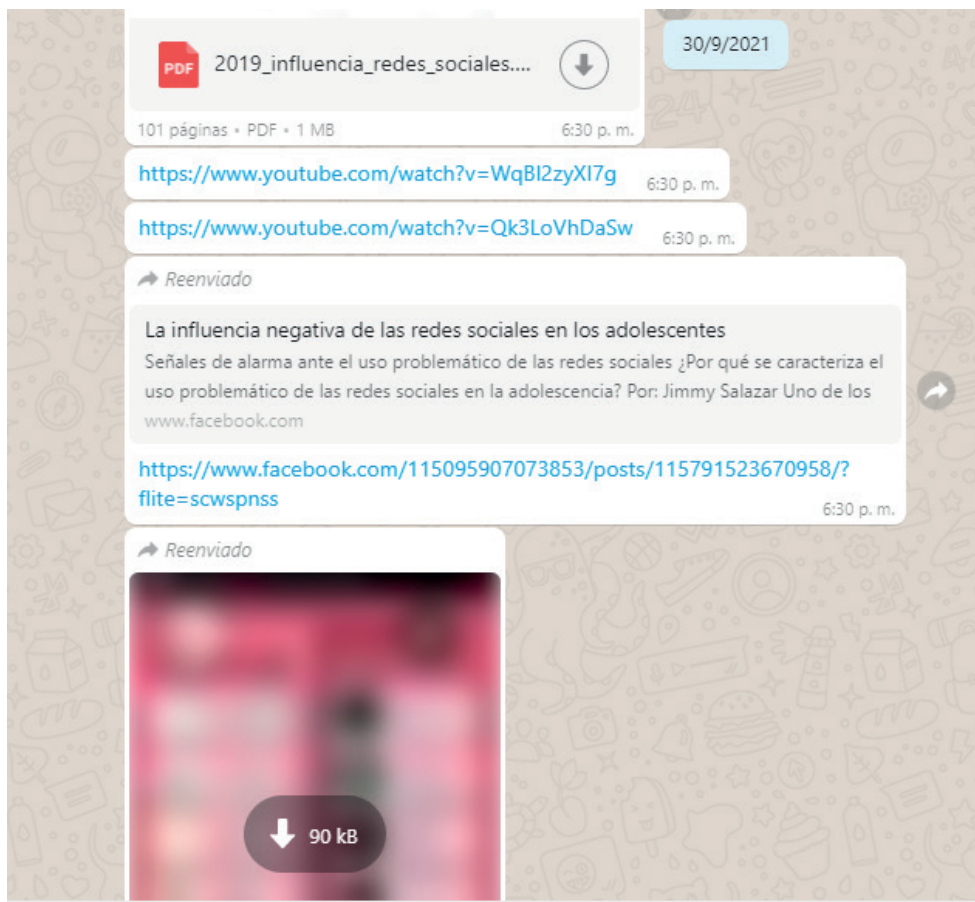 30/9/2021
PDF
2019_influencia_redes_sociales....
101 páginas • PDF • 1 MB
6:30 p. m.
https://www.youtube.com/watch?v=WqBl2zyXI7g
6:30 p. m.
https://www.youtube.com/watch?v=Qk3LoVhDaSw
6:30 p. m.
Reenviado
La influencia negativa de las redes sociales en los adolescentes
Señales de alarma ante el uso problemático de las redes sociales ¿Por qué se caracteriza el
uso problemático de las redes sociales en la adolescencia? Por: Jimmy Salazar Uno de los
www.facebook.com
https://www.facebook.com/115095907073853/posts/115791523670958/?
flite=scwspnss
6:30 p. m.
Reenviado
90 kB